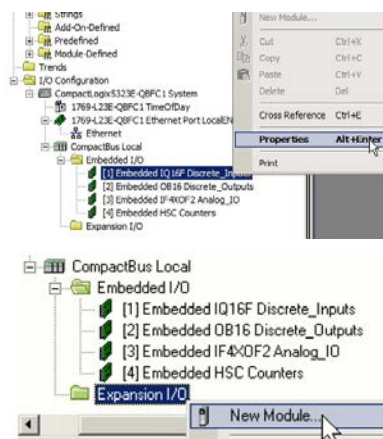 Strings
Add-On-Defined
Predefined
Module-Defined
Trends
I/O Configuration
CompactLogix5323E-QBFC1 System
1769-L23E-QBFC1 TimeOfDay
1769-L23E-QBFC1 Ethernet Port LocalEN
Ethernet
CompactBus Local
Embedded I/O
[1] Embedded IQ16F Discrete_Inputs
[2] Embedded OB16 Discrete_Outputs
[3] Embedded IF4XOF2 Analog_IO
[4] Embedded HSC Counters
Expansion I/O
New Module...
Cut Ctrl+X
Copy Ctrl+C
Paste Ctrl+V
Delete Del
Cross Reference Ctrl+E
Properties Alt+Enter
Print
CompactBus Local
Embedded I/O
[1] Embedded IQ16F Discrete_Inputs
[2] Embedded OB16 Discrete_Outputs
[3] Embedded IF4XOF2 Analog_IO
[4] Embedded HSC Counters
Expansion I/O
New Module...